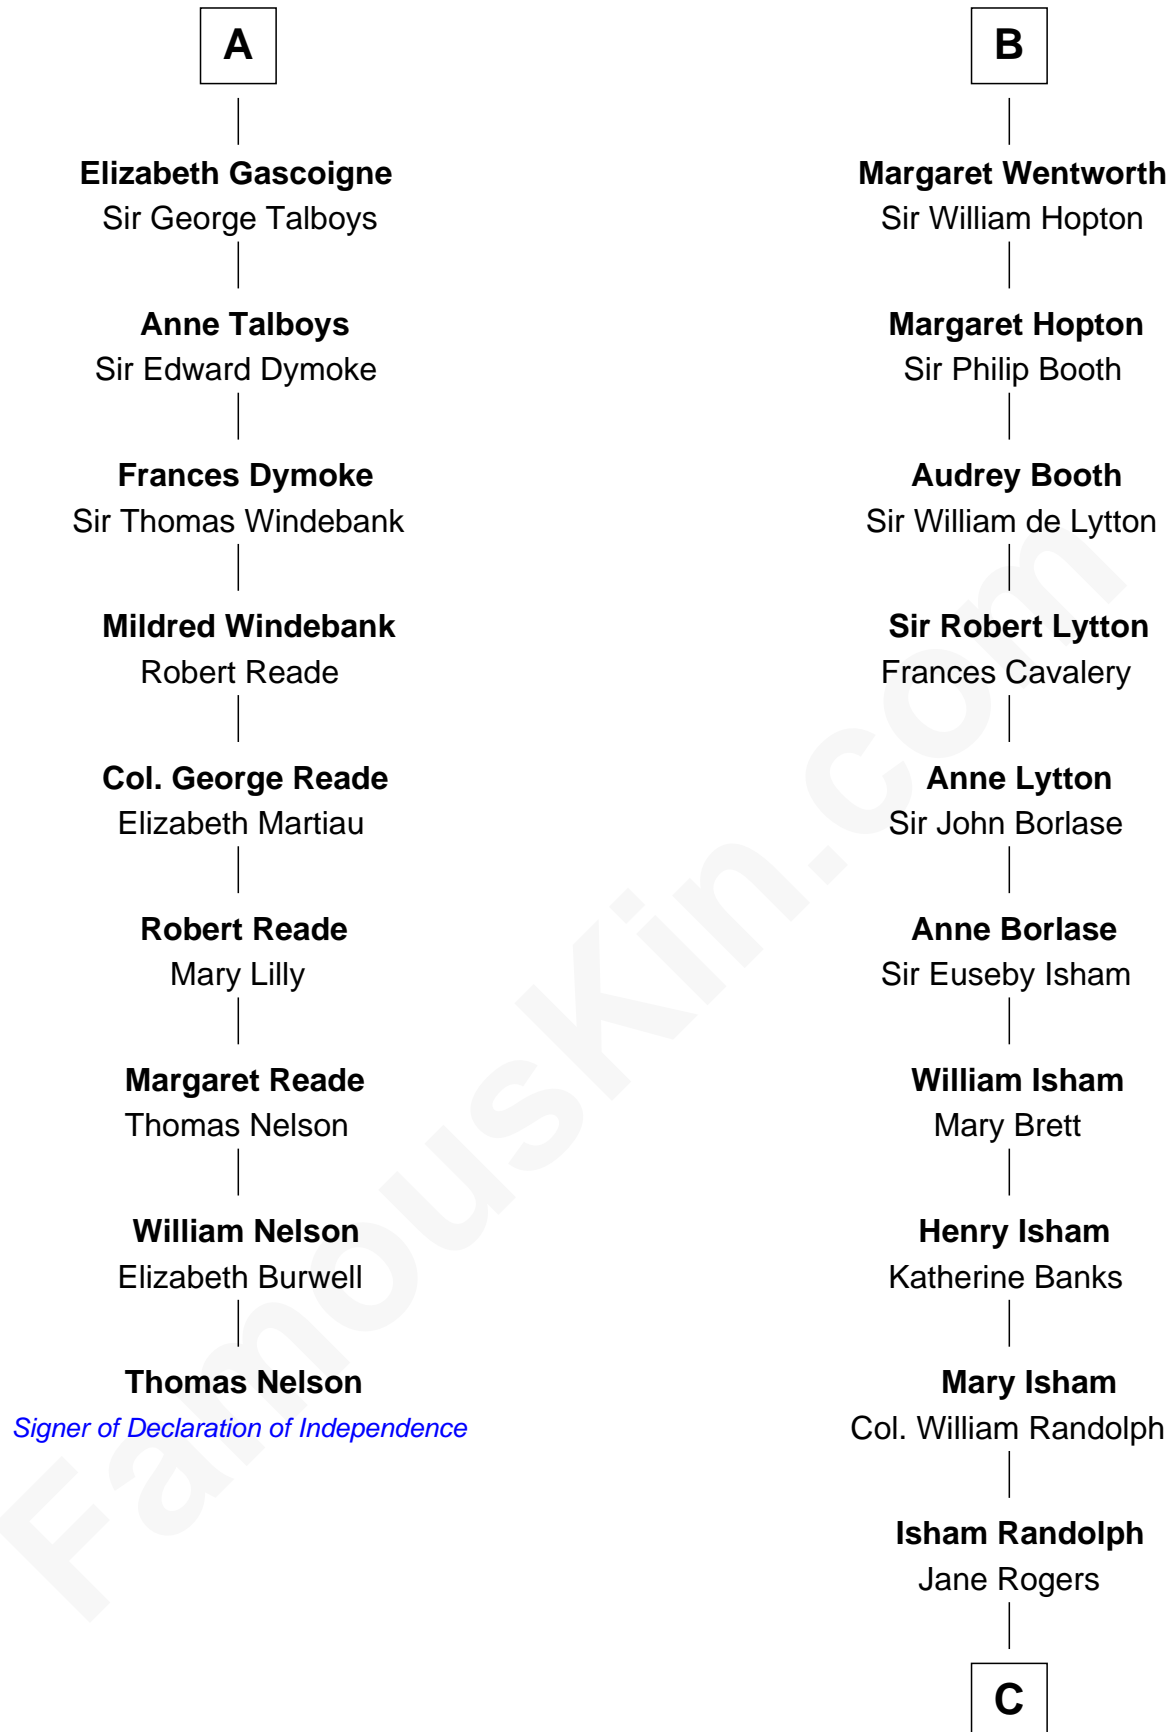 A
Elizabeth Gascoigne
Sir George Talboys
Anne Talboys
Sir Edward Dymoke
Frances Dymoke
Sir Thomas Windebank
Mildred Windebank
Robert Reade
Col. George Reade
Elizabeth Martiau
Robert Reade
Mary Lilly
Margaret Reade
Thomas Nelson
William Nelson
Elizabeth Burwell
Thomas Nelson
Signer of Declaration of Independence
B
Margaret Wentworth
Sir William Hopton
Margaret Hopton
Sir Philip Booth
Audrey Booth
Sir William de Lytton
Sir Robert Lytton
Frances Cavalery
Anne Lytton
Sir John Borlase
Anne Borlase
Sir Euseby Isham
William Isham
Mary Brett
Henry Isham
Katherine Banks
Mary Isham
Col. William Randolph
Isham Randolph
Jane Rogers
C
FamousKin.com